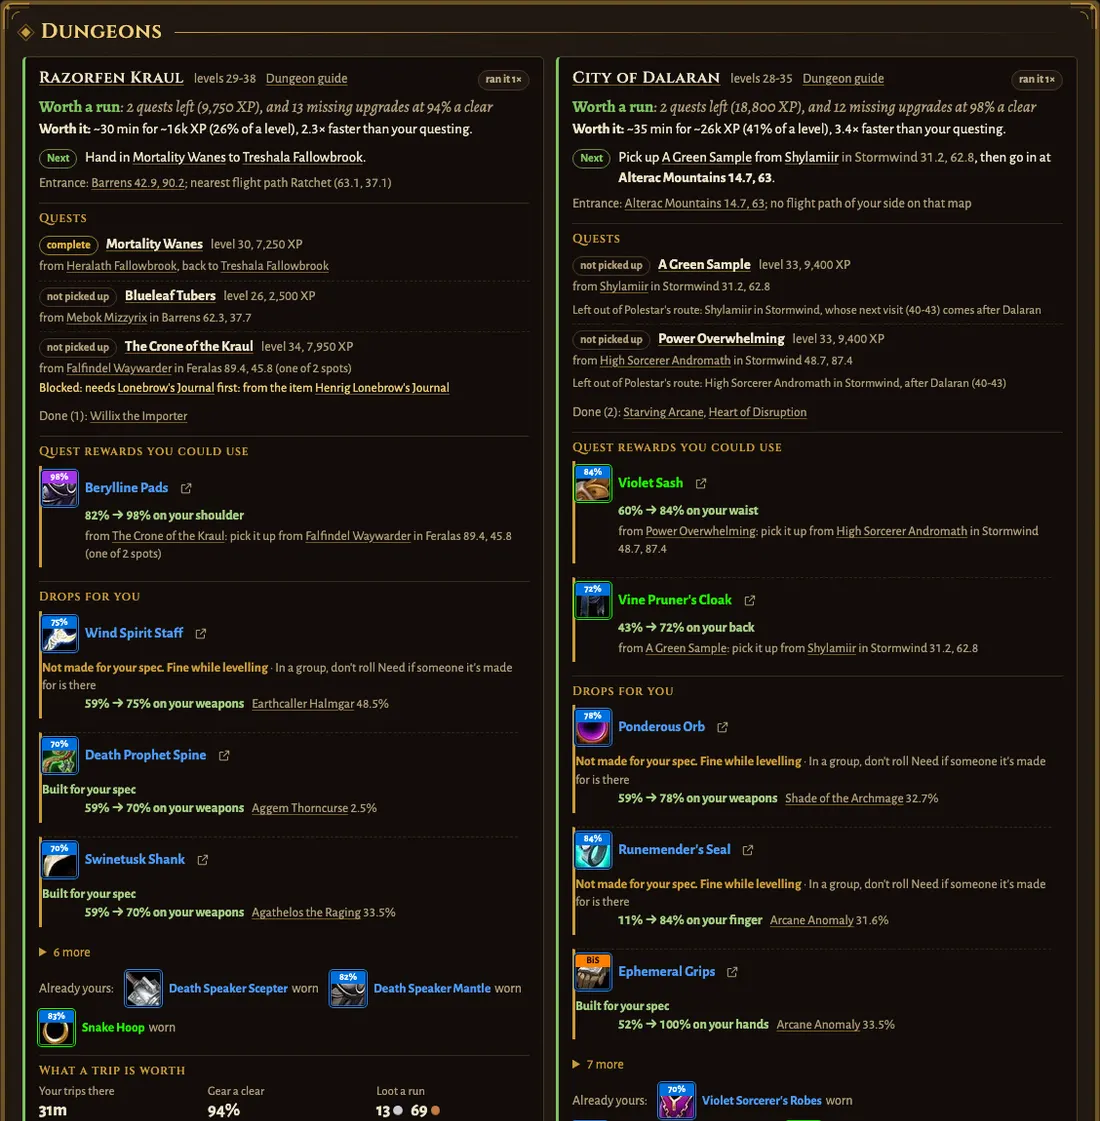 Dungeons
Razorfen Kraul levels 29-38 Dungeon guide ran it 1×
Worth a run: 2 quests left (9,750 XP), and 13 missing upgrades at 94% a clear
Worth it: ~30 min for ~16k XP (26% of a level), 2.3× faster than your questing.
Next Hand in Mortality Wanes to Treshala Fallowbrook.
Entrance: Barrens 42.9, 90.2; nearest flight path Ratchet (63.1, 37.1)
Quests
complete Mortality Wanes level 30, 7,250 XP
from Heralath Fallowbrook, back to Treshala Fallowbrook
not picked up Blueleaf Tubers level 26, 2,500 XP
from Mebok Mizzyrix in Barrens 62.3, 37.7
not picked up The Crone of the Kraul level 34, 7,950 XP
from Falfindel Waywarder in Feralas 89.4, 45.8 (one of 2 spots)
Blocked: needs Lonebrow's Journal first: from the item Henrig Lonebrow's Journal
Done (1): Willix the Importer
Quest rewards you could use
98%
Berylline Pads
82% → 98% on your shoulder
from The Crone of the Kraul: pick it up from Falfindel Waywarder in Feralas 89.4, 45.8
(one of 2 spots)
Drops for you
75%
Wind Spirit Staff
Not made for your spec. Fine while levelling · In a group, don't roll Need if someone it's made
for is there
59% → 75% on your weapons Earthcaller Halmgar 48.5%
70%
Death Prophet Spine
Built for your spec
59% → 70% on your weapons Aggem Thorncurse 2.5%
70%
Swinetusk Shank
Built for your spec
59% → 70% on your weapons Agathelos the Raging 33.5%
▶ 6 more
Already yours: Death Speaker Scepter worn 82% Death Speaker Mantle worn
83% Snake Hoop worn
What a trip is worth
Your trips there Gear a clear Loot a run
31m 94% 13 69
City of Dalaran levels 28-35 Dungeon guide ran it 1×
Worth a run: 2 quests left (18,800 XP), and 12 missing upgrades at 98% a clear
Worth it: ~35 min for ~26k XP (41% of a level), 3.4× faster than your questing.
Next Pick up A Green Sample from Shylamiir in Stormwind 31.2, 62.8, then go in at
Alterac Mountains 14.7, 63.
Entrance: Alterac Mountains 14.7, 63; no flight path of your side on that map
Quests
not picked up A Green Sample level 33, 9,400 XP
from Shylamiir in Stormwind 31.2, 62.8
Left out of Polestar's route: Shylamiir in Stormwind, whose next visit (40-43) comes after Dalaran
not picked up Power Overwhelming level 33, 9,400 XP
from High Sorcerer Andromath in Stormwind 48.7, 87.4
Left out of Polestar's route: High Sorcerer Andromath in Stormwind, after Dalaran (40-43)
Done (2): Starving Arcane, Heart of Disruption
Quest rewards you could use
84%
Violet Sash
60% → 84% on your waist
from Power Overwhelming: pick it up from High Sorcerer Andromath in Stormwind
48.7, 87.4
72%
Vine Pruner's Cloak
43% → 72% on your back
from A Green Sample: pick it up from Shylamiir in Stormwind 31.2, 62.8
Drops for you
78%
Ponderous Orb
Not made for your spec. Fine while levelling · In a group, don't roll Need if someone it's made
for is there
59% → 78% on your weapons Shade of the Archmage 32.7%
84%
Runemender's Seal
Not made for your spec. Fine while levelling · In a group, don't roll Need if someone it's made
for is there
11% → 84% on your finger Arcane Anomaly 31.6%
BiS
Ephemeral Grips
Built for your spec
52% → 100% on your hands Arcane Anomaly 33.5%
▶ 7 more
Already yours: 70% Violet Sorcerer's Robes worn